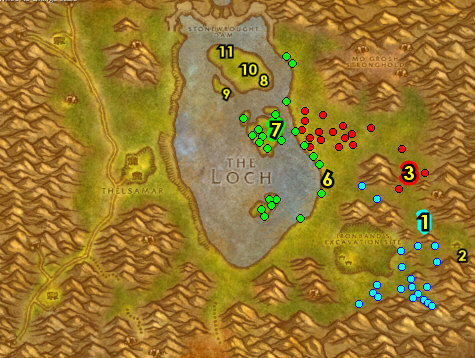 STONEWROUGHT
DAM
11
10
8
9
MO'GROSH
STRONGHOLD
7
THE
LOCH
THELSAMAR
6
3
1
IRONBAND'S
EXCAVATION SITE
2